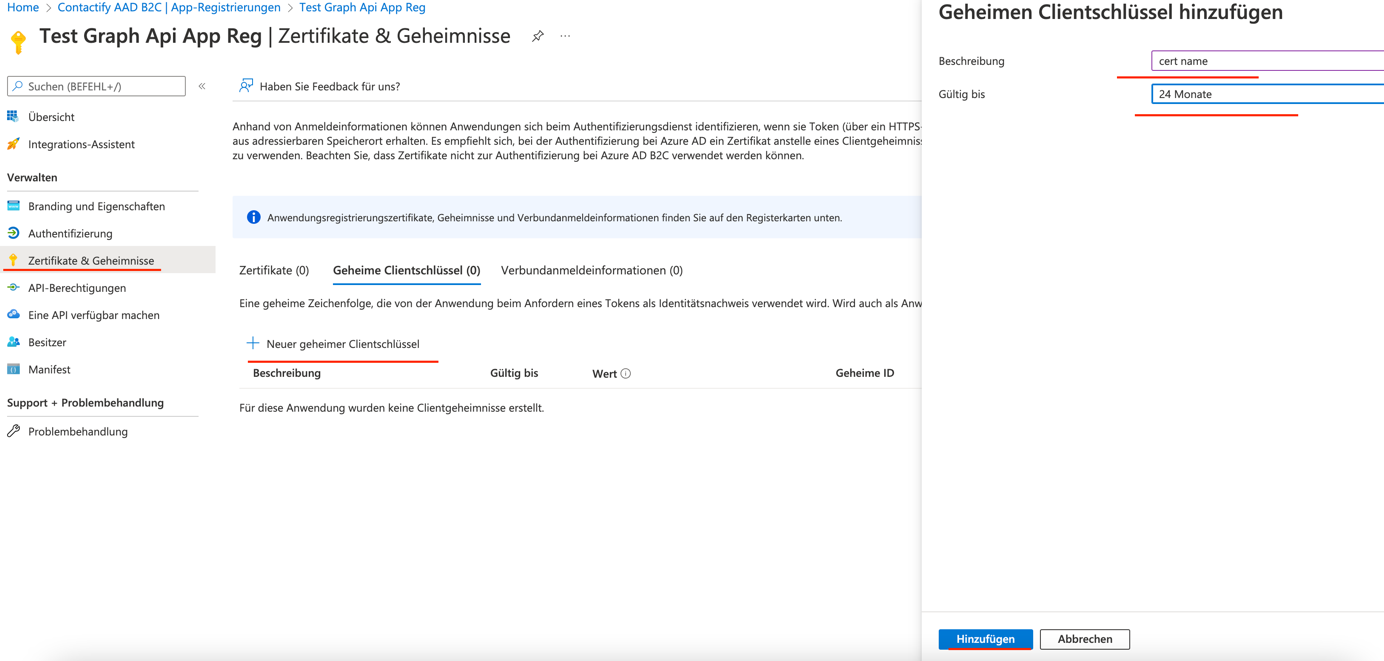 Home > Contactify AAD B2C | App-Registrierungen > Test Graph Api App Reg
Test Graph Api App Reg | Zertifikate & Geheimnisse
Suchen (BEFEHL+/)
Übersicht
Integrations-Assistent
Verwalten
Branding und Eigenschaften
Authentifizierung
Zertifikate & Geheimnisse
API-Berechtigungen
Eine API verfügbar machen
Besitzer
Manifest
Support + Problembehandlung
Problembehandlung
Haben Sie Feedback für uns?
Anhand von Anmeldeinformationen können Anwendungen sich beim Authentifizierungsdienst identifizieren, wenn sie Token (über ein HTTPS-
aus adressierbaren Speicherort erhalten. Es empfiehlt sich, bei der Authentifizierung bei Azure AD ein Zertifikat anstelle eines Clientgeheimnis
zu verwenden. Beachten Sie, dass Zertifikate nicht zur Authentifizierung bei Azure AD B2C verwendet werden können.
Anwendungsregistrierungszertifikate, Geheimnisse und Verbundanmeldeinformationen finden Sie auf den Registerkarten unten.
Zertifikate (0) Geheime Clientschlüssel (0) Verbundanmeldeinformationen (0)
Eine geheime Zeichenfolge, die von der Anwendung beim Anfordern eines Tokens als Identitätsnachweis verwendet wird. Wird auch als Anw
Neuer geheimer Clientschlüssel
Beschreibung Gültig bis Wert Geheime ID
Für diese Anwendung wurden keine Clientgeheimnisse erstellt.
Geheimen Clientschlüssel hinzufügen
Beschreibung cert name
Gültig bis 24 Monate
Hinzufügen Abbrechen